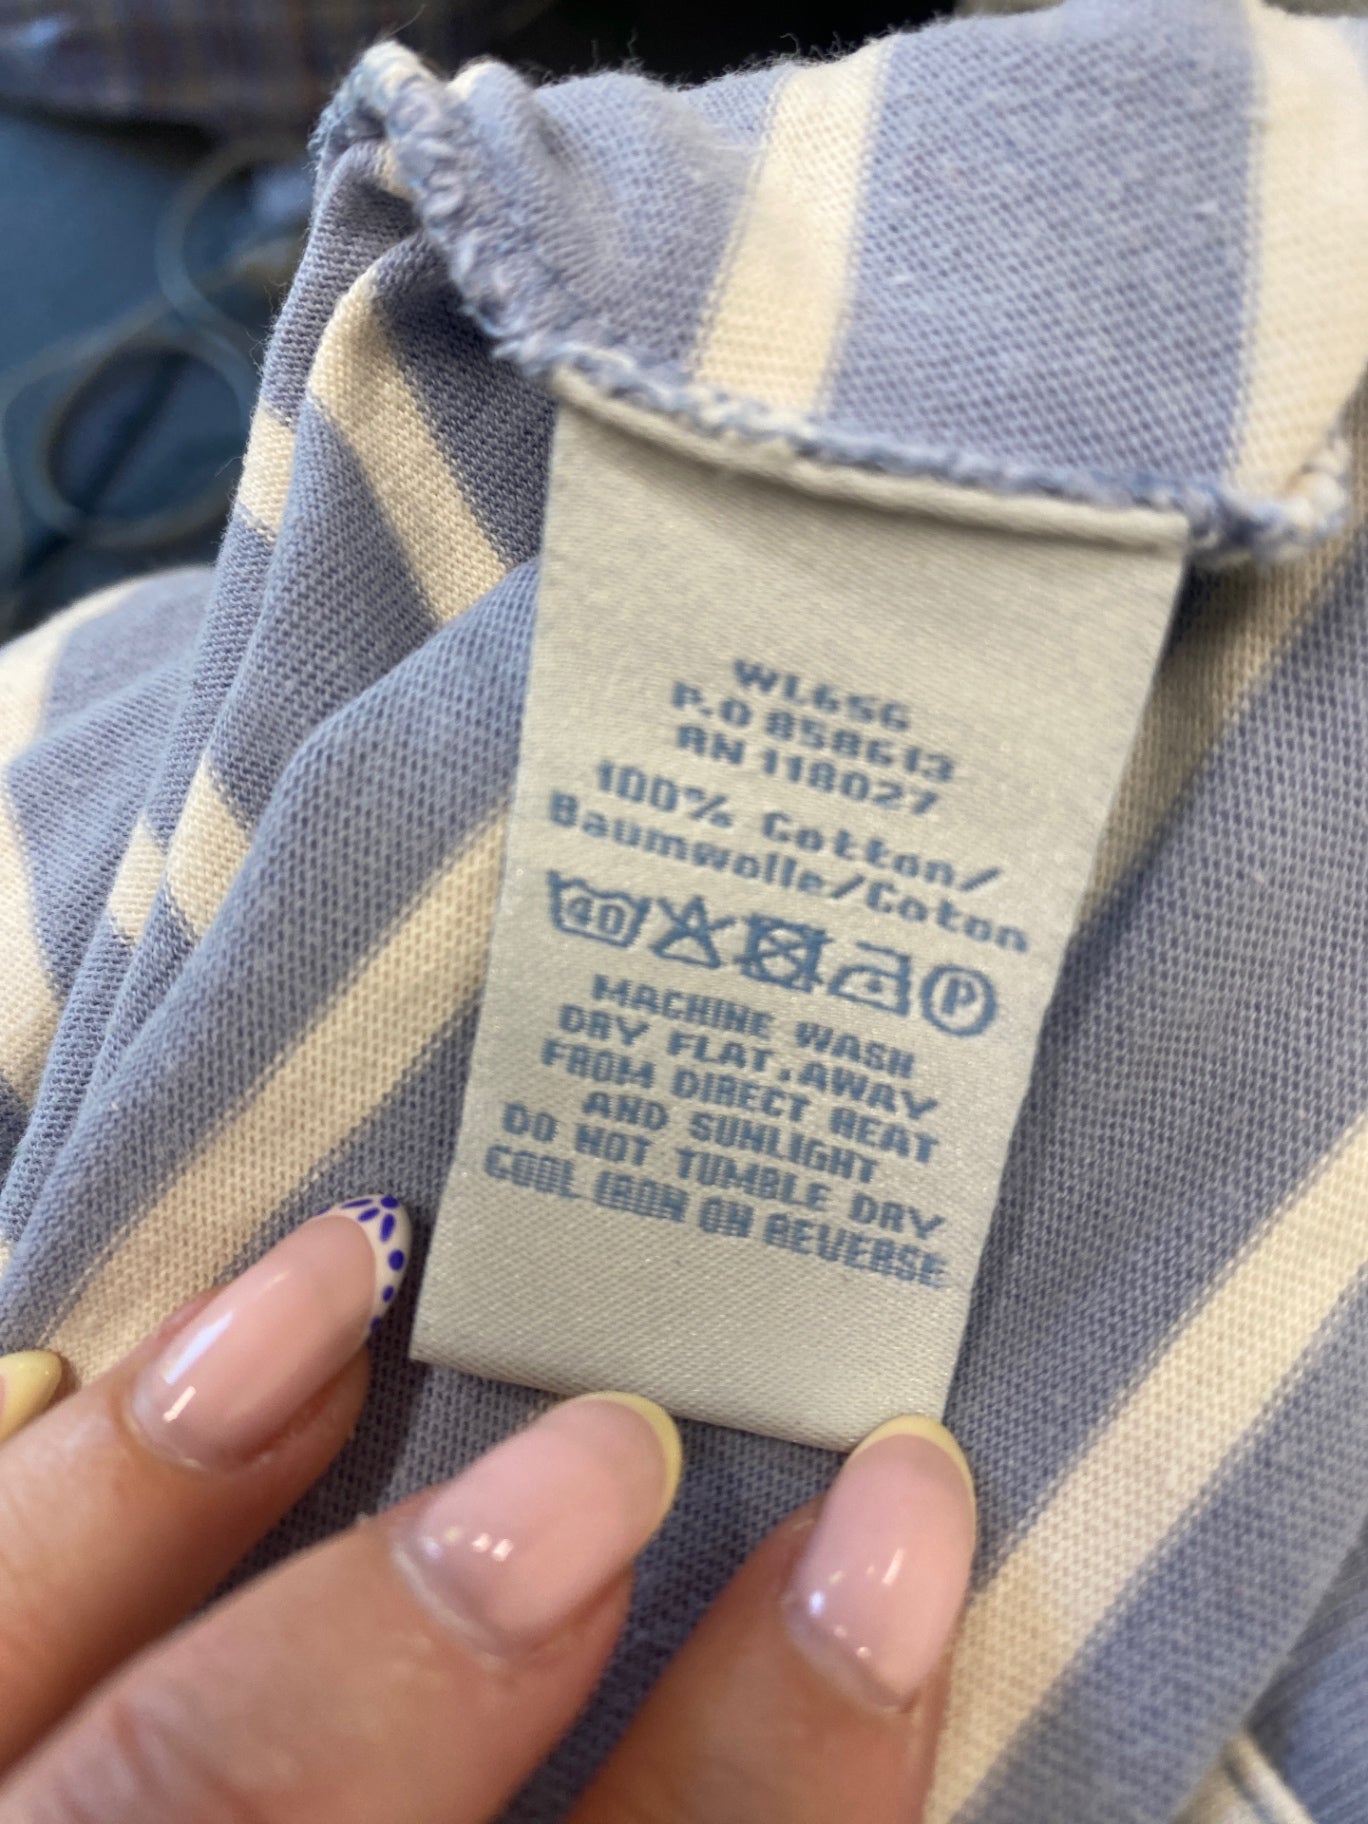 WL656
P.O 858613
AN 118027
100% Cotton/
Baumwolle/Coton
40 P
MACHINE WASH
DRY FLAT,AWAY
FROM DIRECT HEAT
AND SUNLIGHT
DO NOT TUMBLE DRY
COOL IRON ON REVERSE